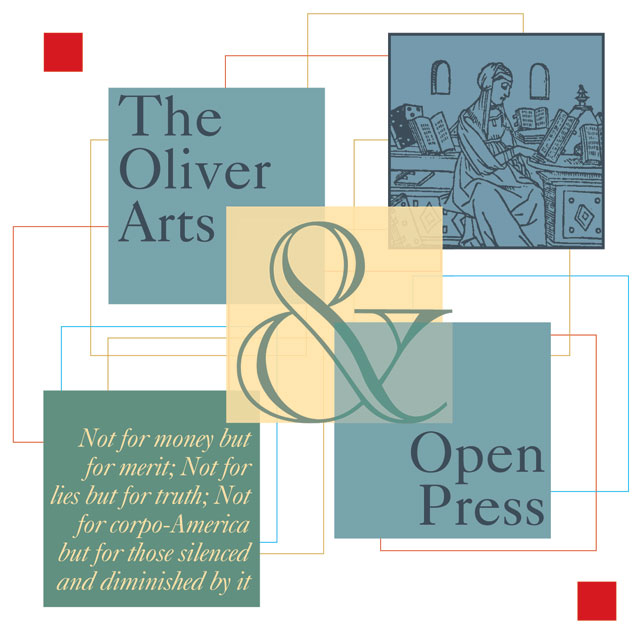 The
Oliver
Arts
&
Open
Press
Not for money but
for merit; Not for
lies but for truth; Not
for corpo-America
but for those silenced
and diminished by it